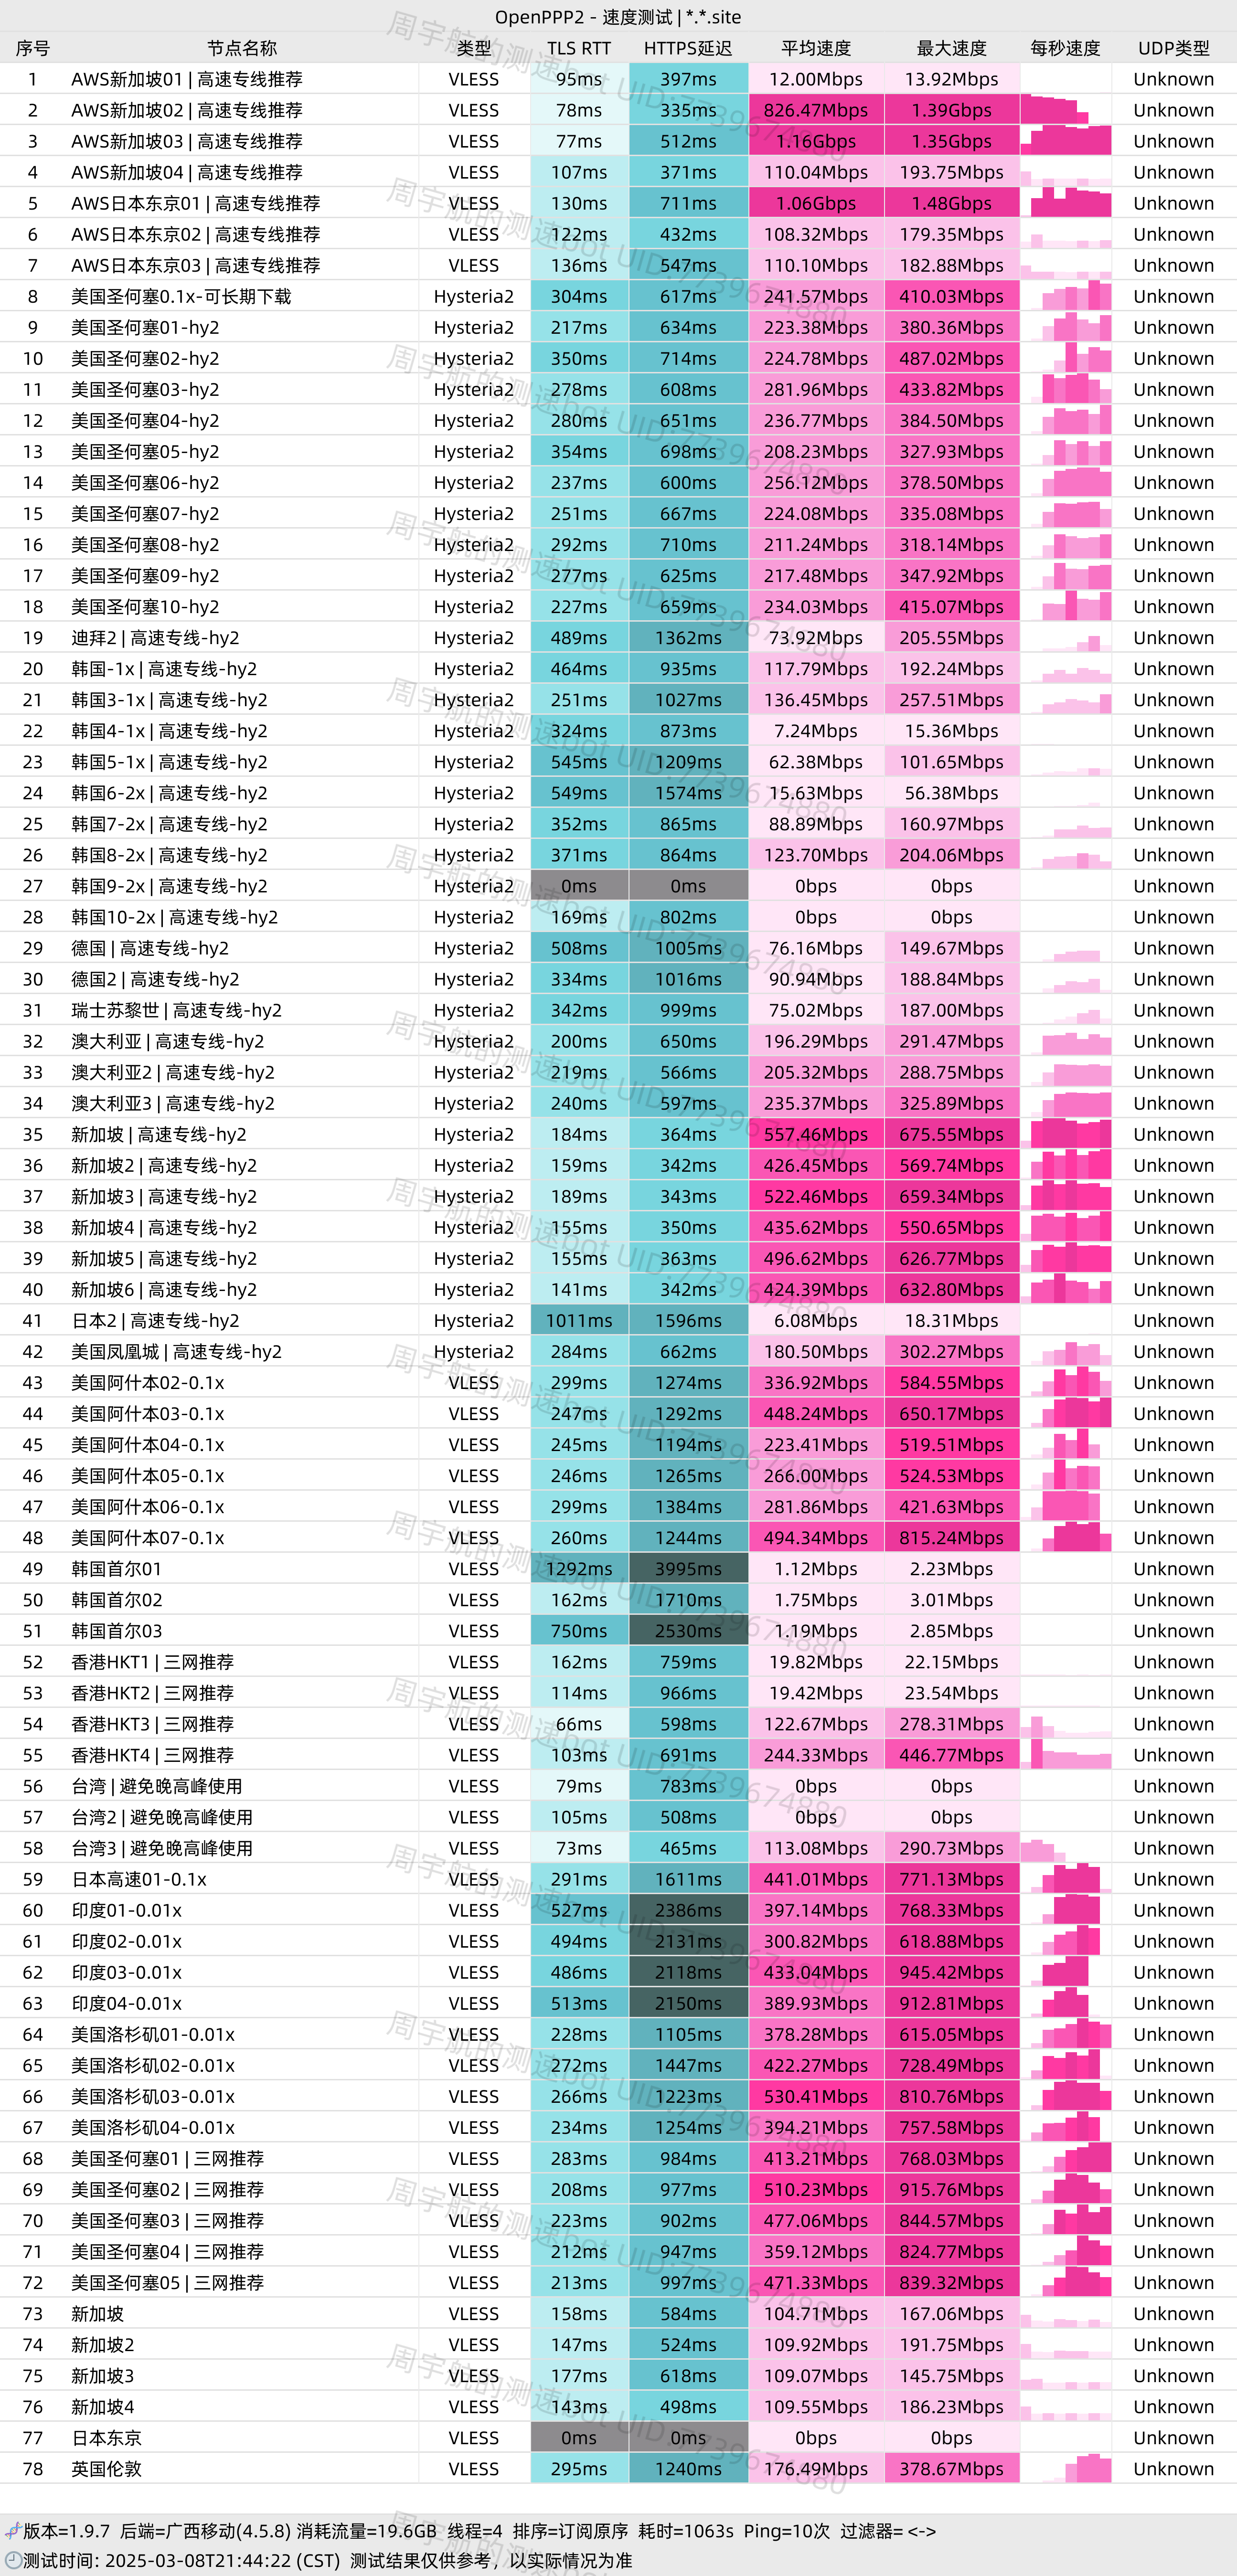 OpenPPP2 - 速度测试 | *.*.site
序号 节点名称 类型 TLS RTT HTTPS延迟 平均速度 最大速度 每秒速度 UDP类型
1 AWS新加坡01 | 高速专线推荐 VLESS 95ms 397ms 12.00Mbps 13.92Mbps Unknown
2 AWS新加坡02 | 高速专线推荐 VLESS 78ms 335ms 826.47Mbps 1.39Gbps Unknown
3 AWS新加坡03 | 高速专线推荐 VLESS 77ms 512ms 1.16Gbps 1.35Gbps Unknown
4 AWS新加坡04 | 高速专线推荐 VLESS 107ms 371ms 110.04Mbps 193.75Mbps Unknown
5 AWS日本东京01 | 高速专线推荐 VLESS 130ms 711ms 1.06Gbps 1.48Gbps Unknown
6 AWS日本东京02 | 高速专线推荐 VLESS 122ms 432ms 108.32Mbps 179.35Mbps Unknown
7 AWS日本东京03 | 高速专线推荐 VLESS 136ms 547ms 110.10Mbps 182.88Mbps Unknown
8 美国圣何塞0.1x-可长期下载 Hysteria2 304ms 617ms 241.57Mbps 410.03Mbps Unknown
9 美国圣何塞01-hy2 Hysteria2 217ms 634ms 223.38Mbps 380.36Mbps Unknown
10 美国圣何塞02-hy2 Hysteria2 350ms 714ms 224.78Mbps 487.02Mbps Unknown
11 美国圣何塞03-hy2 Hysteria2 278ms 608ms 281.96Mbps 433.82Mbps Unknown
12 美国圣何塞04-hy2 Hysteria2 280ms 651ms 236.77Mbps 384.50Mbps Unknown
13 美国圣何塞05-hy2 Hysteria2 354ms 698ms 208.23Mbps 327.93Mbps Unknown
14 美国圣何塞06-hy2 Hysteria2 237ms 600ms 256.12Mbps 378.50Mbps Unknown
15 美国圣何塞07-hy2 Hysteria2 251ms 667ms 224.08Mbps 335.08Mbps Unknown
16 美国圣何塞08-hy2 Hysteria2 292ms 710ms 211.24Mbps 318.14Mbps Unknown
17 美国圣何塞09-hy2 Hysteria2 277ms 625ms 217.48Mbps 347.92Mbps Unknown
18 美国圣何塞10-hy2 Hysteria2 227ms 659ms 234.03Mbps 415.07Mbps Unknown
19 迪拜2 | 高速专线-hy2 Hysteria2 489ms 1362ms 73.92Mbps 205.55Mbps Unknown
20 韩国-1x | 高速专线-hy2 Hysteria2 464ms 935ms 117.79Mbps 192.24Mbps Unknown
21 韩国3-1x | 高速专线-hy2 Hysteria2 251ms 1027ms 136.45Mbps 257.51Mbps Unknown
22 韩国4-1x | 高速专线-hy2 Hysteria2 324ms 873ms 7.24Mbps 15.36Mbps Unknown
23 韩国5-1x | 高速专线-hy2 Hysteria2 545ms 1209ms 62.38Mbps 101.65Mbps Unknown
24 韩国6-2x | 高速专线-hy2 Hysteria2 549ms 1574ms 15.63Mbps 56.38Mbps Unknown
25 韩国7-2x | 高速专线-hy2 Hysteria2 352ms 865ms 88.89Mbps 160.97Mbps Unknown
26 韩国8-2x | 高速专线-hy2 Hysteria2 371ms 864ms 123.70Mbps 204.06Mbps Unknown
27 韩国9-2x | 高速专线-hy2 Hysteria2 0ms 0ms 0bps 0bps Unknown
28 韩国10-2x | 高速专线-hy2 Hysteria2 169ms 802ms 0bps 0bps Unknown
29 德国 | 高速专线-hy2 Hysteria2 508ms 1005ms 76.16Mbps 149.67Mbps Unknown
30 德国2 | 高速专线-hy2 Hysteria2 334ms 1016ms 90.94Mbps 188.84Mbps Unknown
31 瑞士苏黎世 | 高速专线-hy2 Hysteria2 342ms 999ms 75.02Mbps 187.00Mbps Unknown
32 澳大利亚 | 高速专线-hy2 Hysteria2 200ms 650ms 196.29Mbps 291.47Mbps Unknown
33 澳大利亚2 | 高速专线-hy2 Hysteria2 219ms 566ms 205.32Mbps 288.75Mbps Unknown
34 澳大利亚3 | 高速专线-hy2 Hysteria2 240ms 597ms 235.37Mbps 325.89Mbps Unknown
35 新加坡 | 高速专线-hy2 Hysteria2 184ms 364ms 557.46Mbps 675.55Mbps Unknown
36 新加坡2 | 高速专线-hy2 Hysteria2 159ms 342ms 426.45Mbps 569.74Mbps Unknown
37 新加坡3 | 高速专线-hy2 Hysteria2 189ms 343ms 522.46Mbps 659.34Mbps Unknown
38 新加坡4 | 高速专线-hy2 Hysteria2 155ms 350ms 435.62Mbps 550.65Mbps Unknown
39 新加坡5 | 高速专线-hy2 Hysteria2 155ms 363ms 496.62Mbps 626.77Mbps Unknown
40 新加坡6 | 高速专线-hy2 Hysteria2 141ms 342ms 424.39Mbps 632.80Mbps Unknown
41 日本2 | 高速专线-hy2 Hysteria2 1011ms 1596ms 6.08Mbps 18.31Mbps Unknown
42 美国凤凰城 | 高速专线-hy2 Hysteria2 284ms 662ms 180.50Mbps 302.27Mbps Unknown
43 美国阿什本02-0.1x VLESS 299ms 1274ms 336.92Mbps 584.55Mbps Unknown
44 美国阿什本03-0.1x VLESS 247ms 1292ms 448.24Mbps 650.17Mbps Unknown
45 美国阿什本04-0.1x VLESS 245ms 1194ms 223.41Mbps 519.51Mbps Unknown
46 美国阿什本05-0.1x VLESS 246ms 1265ms 266.00Mbps 524.53Mbps Unknown
47 美国阿什本06-0.1x VLESS 299ms 1384ms 281.86Mbps 421.63Mbps Unknown
48 美国阿什本07-0.1x VLESS 260ms 1244ms 494.34Mbps 815.24Mbps Unknown
49 韩国首尔01 VLESS 1292ms 3995ms 1.12Mbps 2.23Mbps Unknown
50 韩国首尔02 VLESS 162ms 1710ms 1.75Mbps 3.01Mbps Unknown
51 韩国首尔03 VLESS 750ms 2530ms 1.19Mbps 2.85Mbps Unknown
52 香港HKT1 | 三网推荐 VLESS 162ms 759ms 19.82Mbps 22.15Mbps Unknown
53 香港HKT2 | 三网推荐 VLESS 114ms 966ms 19.42Mbps 23.54Mbps Unknown
54 香港HKT3 | 三网推荐 VLESS 66ms 598ms 122.67Mbps 278.31Mbps Unknown
55 香港HKT4 | 三网推荐 VLESS 103ms 691ms 244.33Mbps 446.77Mbps Unknown
56 台湾 | 避免晚高峰使用 VLESS 79ms 783ms 0bps 0bps Unknown
57 台湾2 | 避免晚高峰使用 VLESS 105ms 508ms 0bps 0bps Unknown
58 台湾3 | 避免晚高峰使用 VLESS 73ms 465ms 113.08Mbps 290.73Mbps Unknown
59 日本高速01-0.1x VLESS 291ms 1611ms 441.01Mbps 771.13Mbps Unknown
60 印度01-0.01x VLESS 527ms 2386ms 397.14Mbps 768.33Mbps Unknown
61 印度02-0.01x VLESS 494ms 2131ms 300.82Mbps 618.88Mbps Unknown
62 印度03-0.01x VLESS 486ms 2118ms 433.04Mbps 945.42Mbps Unknown
63 印度04-0.01x VLESS 513ms 2150ms 389.93Mbps 912.81Mbps Unknown
64 美国洛杉矶01-0.01x VLESS 228ms 1105ms 378.28Mbps 615.05Mbps Unknown
65 美国洛杉矶02-0.01x VLESS 272ms 1447ms 422.27Mbps 728.49Mbps Unknown
66 美国洛杉矶03-0.01x VLESS 266ms 1223ms 530.41Mbps 810.76Mbps Unknown
67 美国洛杉矶04-0.01x VLESS 234ms 1254ms 394.21Mbps 757.58Mbps Unknown
68 美国圣何塞01 | 三网推荐 VLESS 283ms 984ms 413.21Mbps 768.03Mbps Unknown
69 美国圣何塞02 | 三网推荐 VLESS 208ms 977ms 510.23Mbps 915.76Mbps Unknown
70 美国圣何塞03 | 三网推荐 VLESS 223ms 902ms 477.06Mbps 844.57Mbps Unknown
71 美国圣何塞04 | 三网推荐 VLESS 212ms 947ms 359.12Mbps 824.77Mbps Unknown
72 美国圣何塞05 | 三网推荐 VLESS 213ms 997ms 471.33Mbps 839.32Mbps Unknown
73 新加坡 VLESS 158ms 584ms 104.71Mbps 167.06Mbps Unknown
74 新加坡2 VLESS 147ms 524ms 109.92Mbps 191.75Mbps Unknown
75 新加坡3 VLESS 177ms 618ms 109.07Mbps 145.75Mbps Unknown
76 新加坡4 VLESS 143ms 498ms 109.55Mbps 186.23Mbps Unknown
77 日本东京 VLESS 0ms 0ms 0bps 0bps Unknown
78 英国伦敦 VLESS 295ms 1240ms 176.49Mbps 378.67Mbps Unknown
版本=1.9.7 后端=广西移动(4.5.8) 消耗流量=19.6GB 线程=4 排序=订阅原序 耗时=1063s Ping=10次 过滤器= <->
测试时间: 2025-03-08T21:44:22 (CST) 测试结果仅供参考，以实际情况为准
周宇航的测速bot UID:7739674880